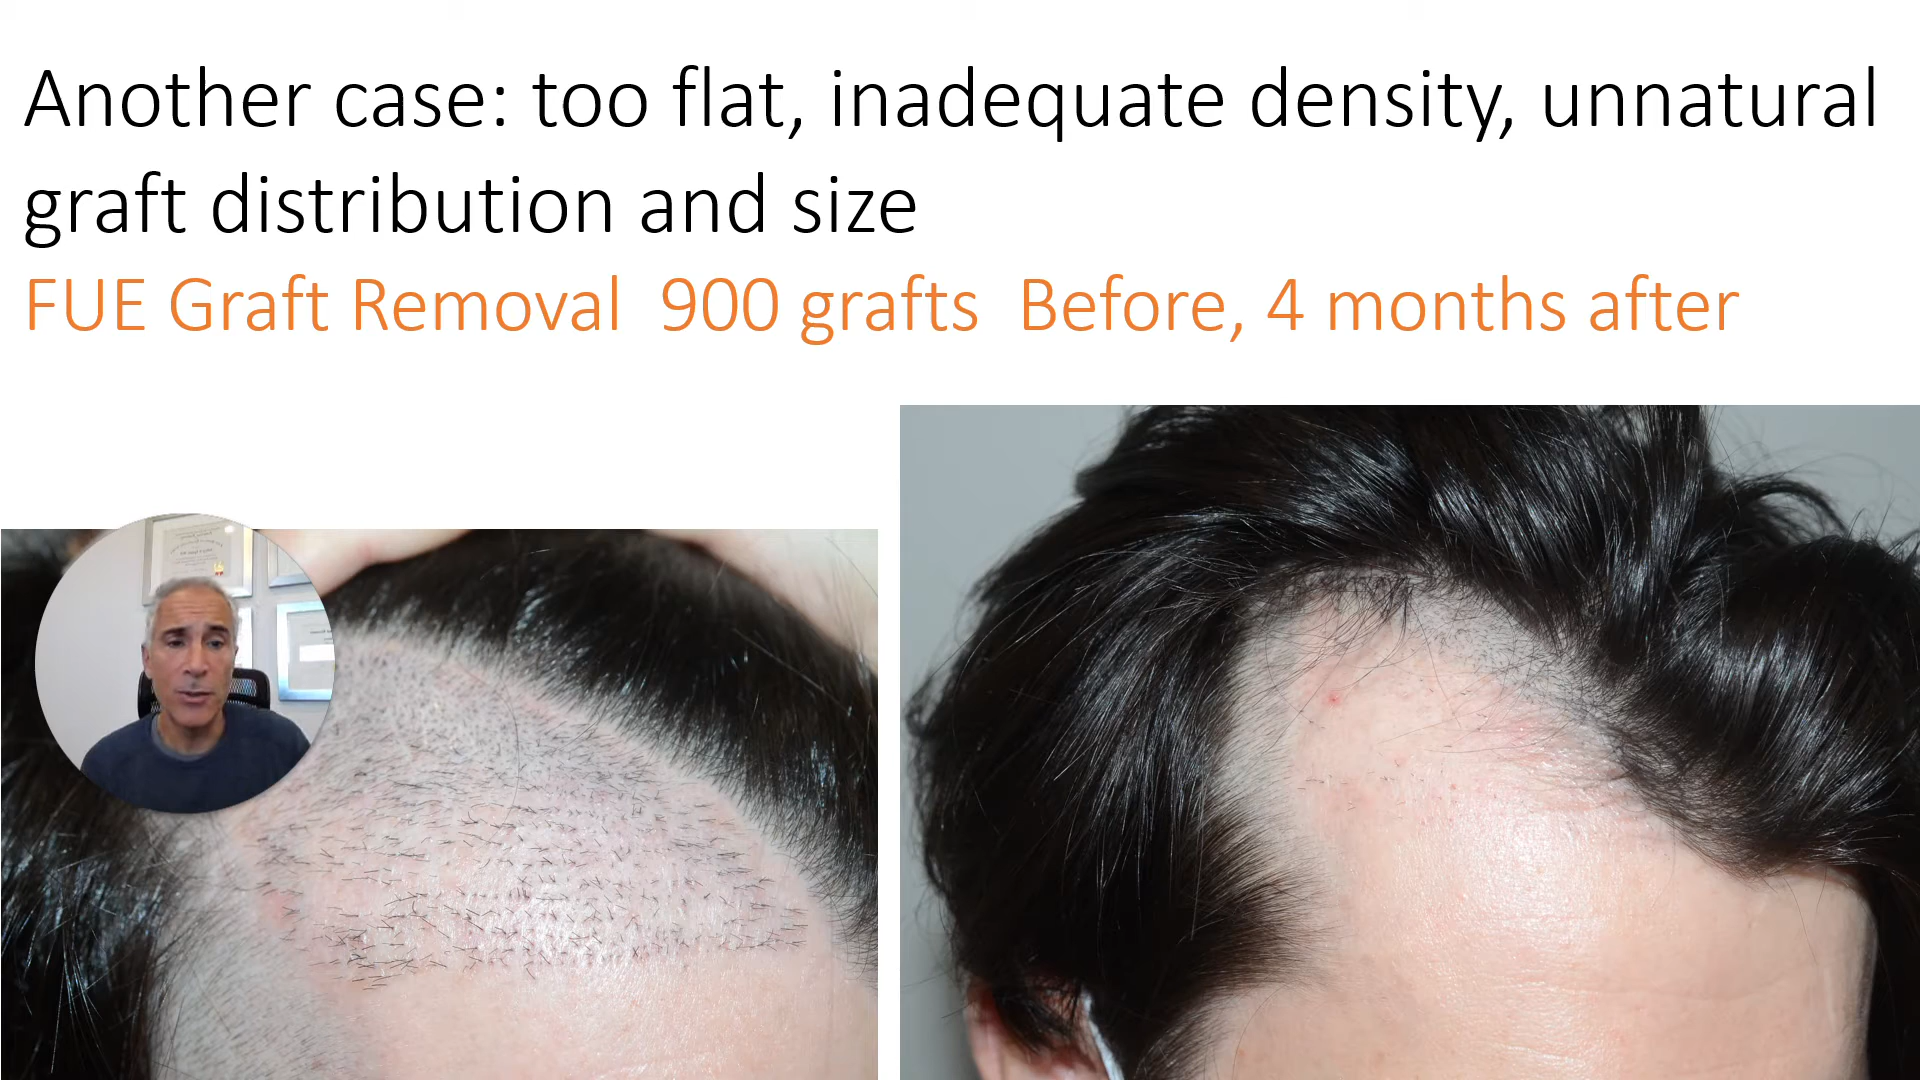 Another case: too flat, inadequate density, unnatural
graft distribution and size
FUE Graft Removal  900 grafts  Before, 4 months after